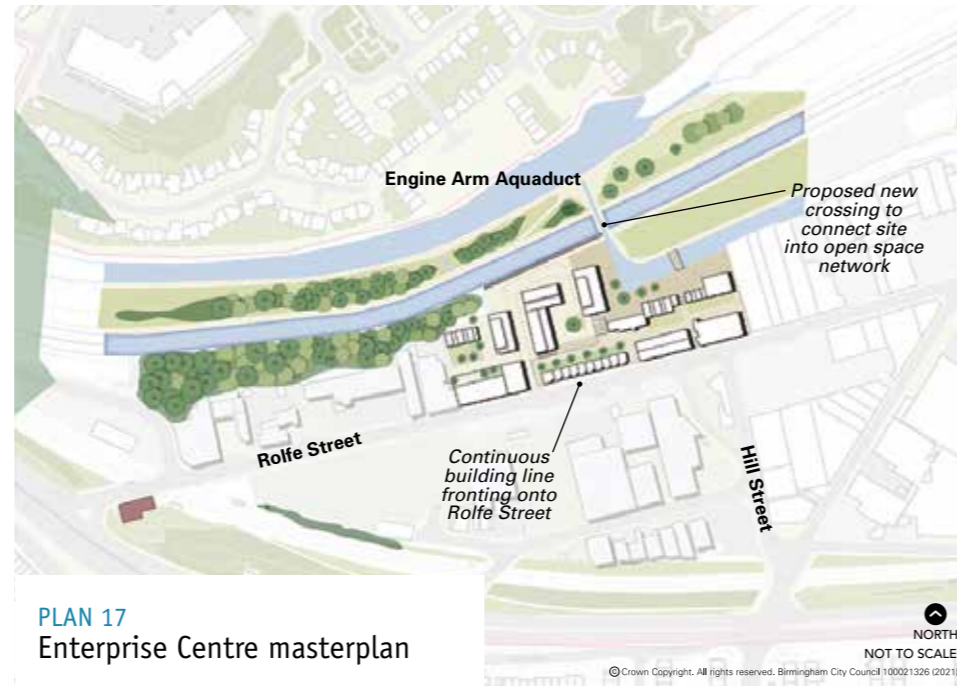 Engine Arm Aquaduct
Proposed new
crossing to
connect site
into open space
network
Rolfe Street
Continuous
building line
fronting onto
Rolfe Street
Hill Street
PLAN 17
Enterprise Centre masterplan
NORTH
NOT TO SCALE
© Crown Copyright. All rights reserved. Birmingham City Council 100021326 (2021)